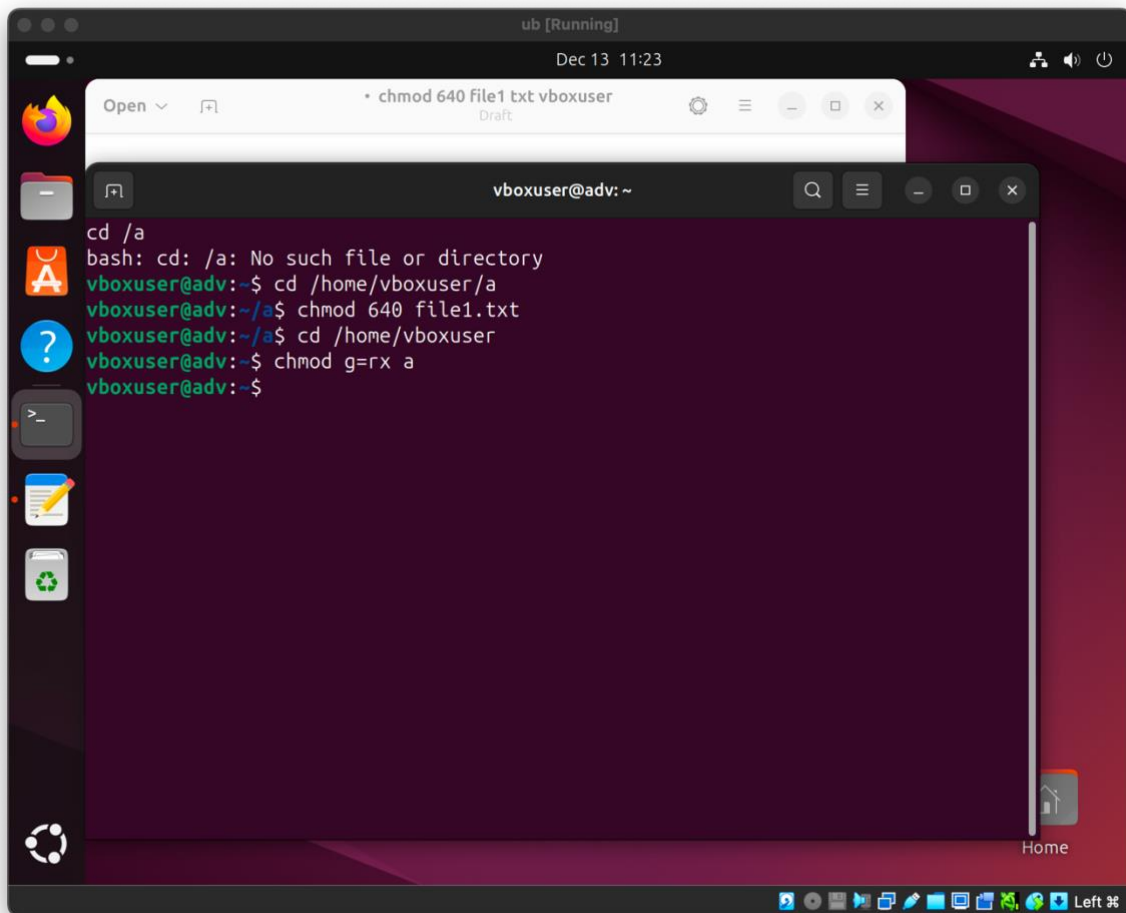 ub [Running]
Dec 13 11:23
Open
• chmod 640 file1 txt vboxuser
Draft
vboxuser@adv: ~
cd /a
bash: cd: /a: No such file or directory
vboxuser@adv:~$ cd /home/vboxuser/a
vboxuser@adv:~/a$ chmod 640 file1.txt
vboxuser@adv:~/a$ cd /home/vboxuser
vboxuser@adv:~$ chmod g=rx a
vboxuser@adv:~$
Home
Left ⌘